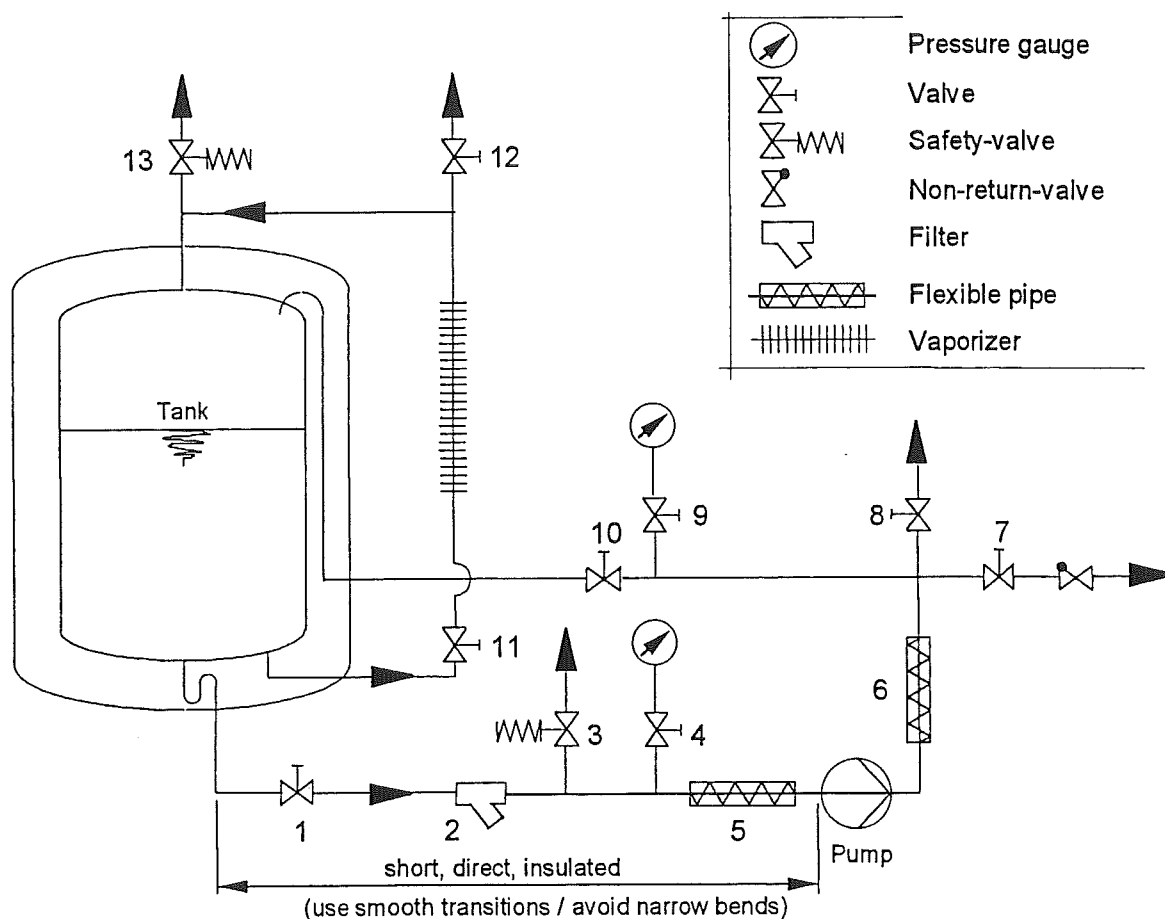 Pressure gauge
Valve
Safety-valve
Non-return-valve
Filter
Flexible pipe
Vaporizer
13
12
Tank
9
8
10
7
11
6
3
4
1
2
5
Pump
short, direct, insulated
(use smooth transitions / avoid narrow bends)